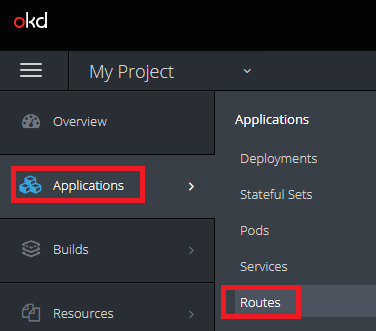 okd
My Project
Overview
Applications
Builds
Resources
Applications
Deployments
Stateful Sets
Pods
Services
Routes